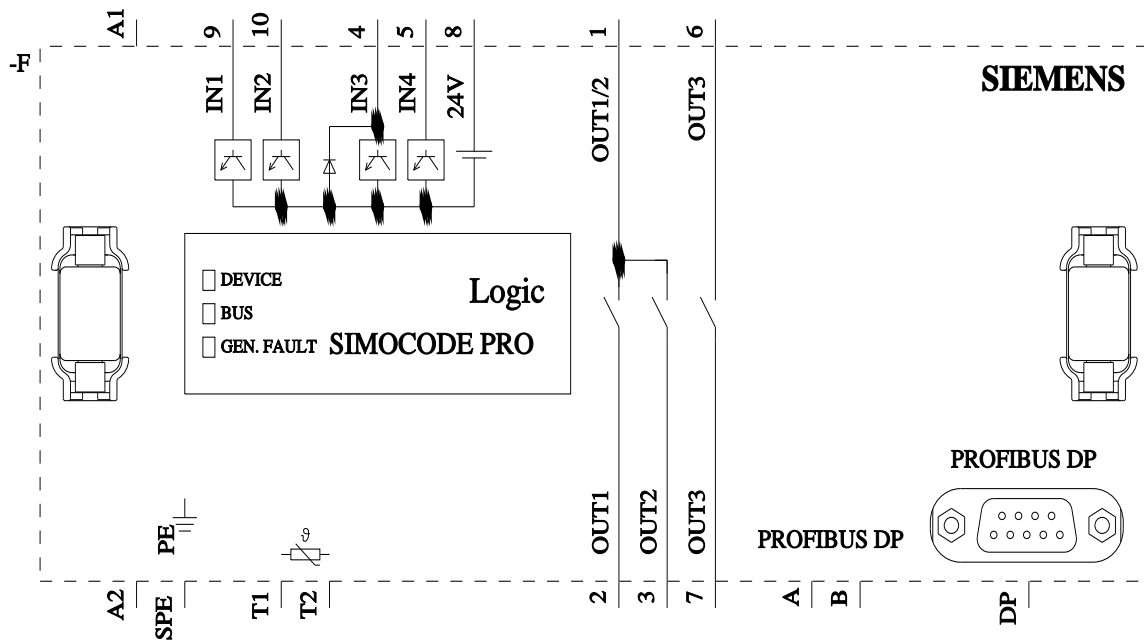 A1
9
10
4
5
8
1
6
-F
IN1
IN2
IN3
IN4
24V
OUT1/2
OUT3
SIEMENS
DEVICE
BUS
GEN. FAULT
Logic
SIMOCODE PRO
PROFIBUS DP
PE
ϑ
OUT1
OUT2
OUT3
PROFIBUS DP
A2
SPE
T1
T2
2
3
7
A
B
DP